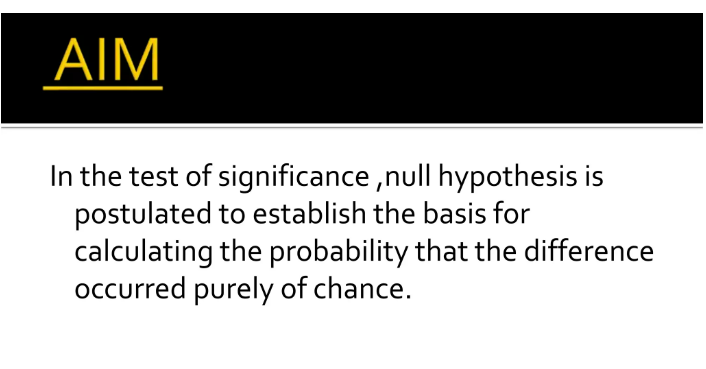 AIM
In the test of significance ,null hypothesis is
postulated to establish the basis for
calculating the probability that the difference
occurred purely of chance.